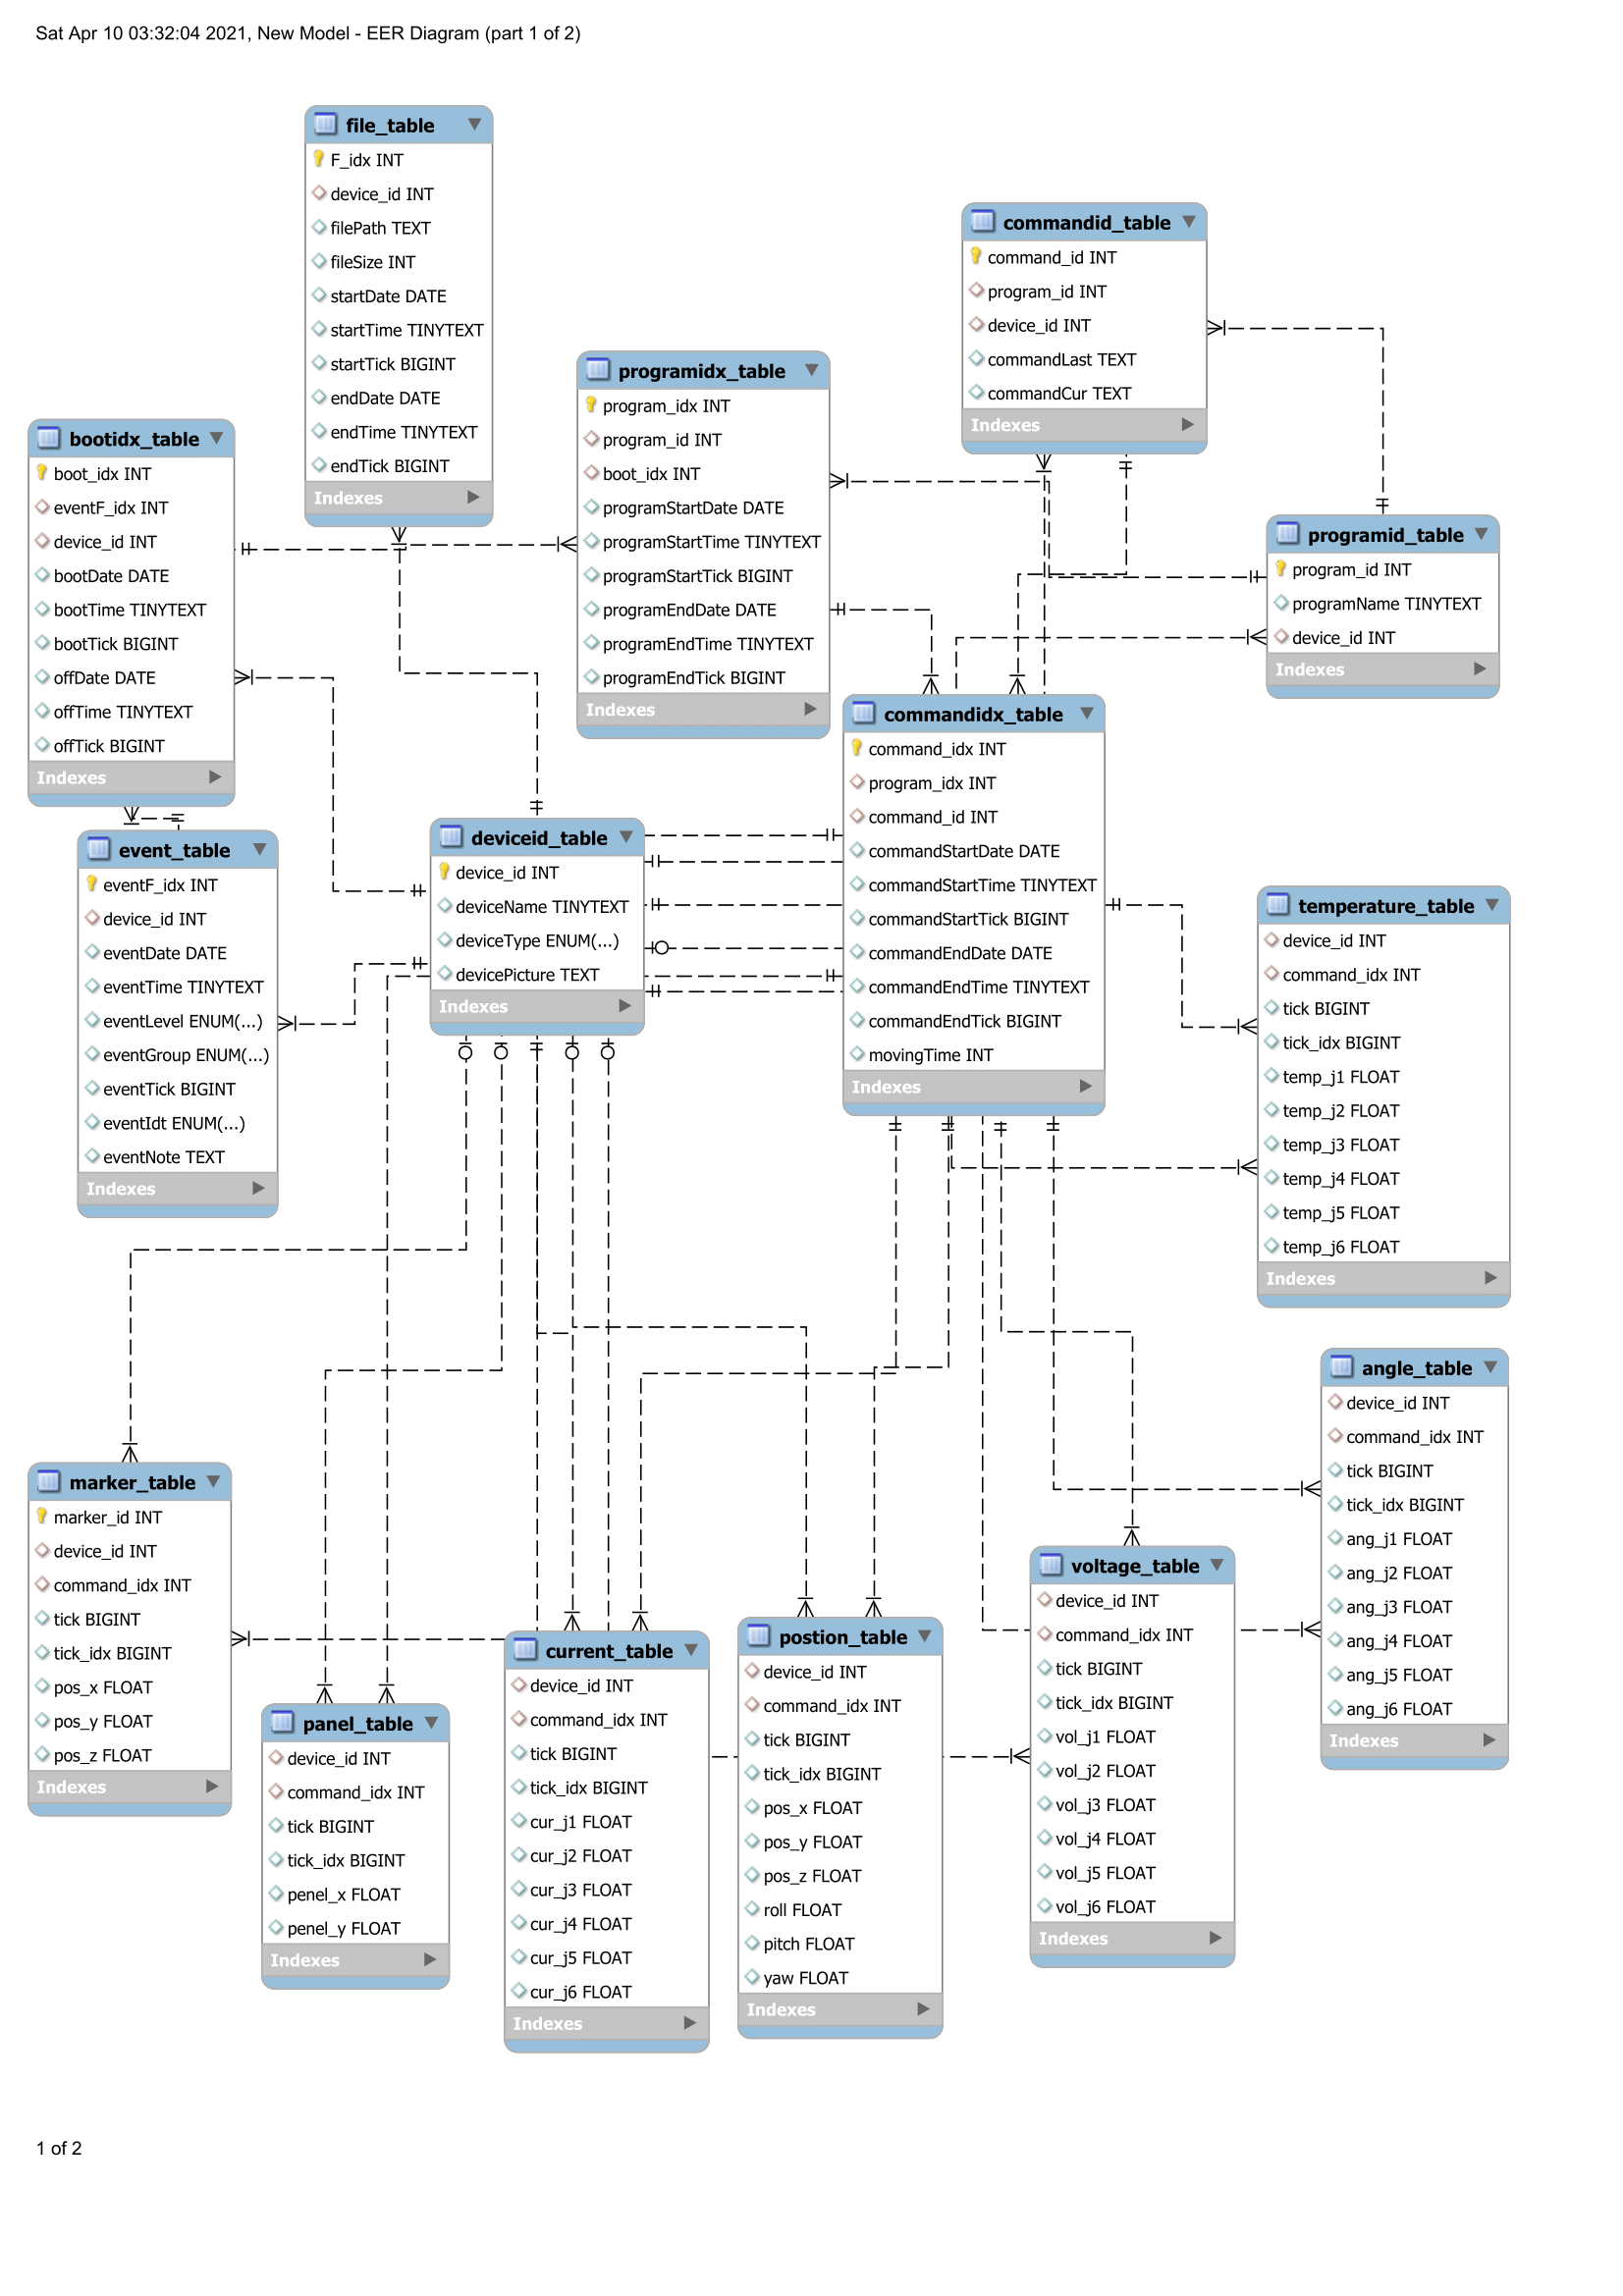 Sat Apr 10 03:32:04 2021, New Model - EER Diagram (part 1 of 2)
file_table
F_idx INT
device_id INT
filePath TEXT
fileSize INT
startDate DATE
startTime TINYTEXT
startTick BIGINT
endDate DATE
endTime TINYTEXT
endTick BIGINT
Indexes
commandid_table
command_id INT
program_id INT
device_id INT
commandLast TEXT
commandCur TEXT
Indexes
programidx_table
program_idx INT
program_id INT
boot_idx INT
programStartDate DATE
programStartTime TINYTEXT
programStartTick BIGINT
programEndDate DATE
programEndTime TINYTEXT
programEndTick BIGINT
Indexes
bootidx_table
boot_idx INT
eventF_idx INT
device_id INT
bootDate DATE
bootTime TINYTEXT
bootTick BIGINT
offDate DATE
offTime TINYTEXT
offTick BIGINT
Indexes
programid_table
program_id INT
programName TINYTEXT
device_id INT
Indexes
commandidx_table
command_idx INT
program_idx INT
command_id INT
commandStartDate DATE
commandStartTime TINYTEXT
commandStartTick BIGINT
commandEndDate DATE
commandEndTime TINYTEXT
commandEndTick BIGINT
movingTime INT
Indexes
deviceid_table
device_id INT
deviceName TINYTEXT
deviceType ENUM(...)
devicePicture TEXT
Indexes
event_table
eventF_idx INT
device_id INT
eventDate DATE
eventTime TINYTEXT
eventLevel ENUM(...)
eventGroup ENUM(...)
eventTick BIGINT
eventIdt ENUM(...)
eventNote TEXT
Indexes
temperature_table
device_id INT
command_idx INT
tick BIGINT
tick_idx BIGINT
temp_j1 FLOAT
temp_j2 FLOAT
temp_j3 FLOAT
temp_j4 FLOAT
temp_j5 FLOAT
temp_j6 FLOAT
Indexes
angle_table
device_id INT
command_idx INT
tick BIGINT
tick_idx BIGINT
ang_j1 FLOAT
ang_j2 FLOAT
ang_j3 FLOAT
ang_j4 FLOAT
ang_j5 FLOAT
ang_j6 FLOAT
Indexes
marker_table
marker_id INT
device_id INT
command_idx INT
tick BIGINT
tick_idx BIGINT
pos_x FLOAT
pos_y FLOAT
pos_z FLOAT
Indexes
panel_table
device_id INT
command_idx INT
tick BIGINT
tick_idx BIGINT
penel_x FLOAT
penel_y FLOAT
Indexes
current_table
device_id INT
command_idx INT
tick BIGINT
tick_idx BIGINT
cur_j1 FLOAT
cur_j2 FLOAT
cur_j3 FLOAT
cur_j4 FLOAT
cur_j5 FLOAT
cur_j6 FLOAT
Indexes
postion_table
device_id INT
command_idx INT
tick BIGINT
tick_idx BIGINT
pos_x FLOAT
pos_y FLOAT
pos_z FLOAT
roll FLOAT
pitch FLOAT
yaw FLOAT
Indexes
voltage_table
device_id INT
command_idx INT
tick BIGINT
tick_idx BIGINT
vol_j1 FLOAT
vol_j2 FLOAT
vol_j3 FLOAT
vol_j4 FLOAT
vol_j5 FLOAT
vol_j6 FLOAT
Indexes
1 of 2